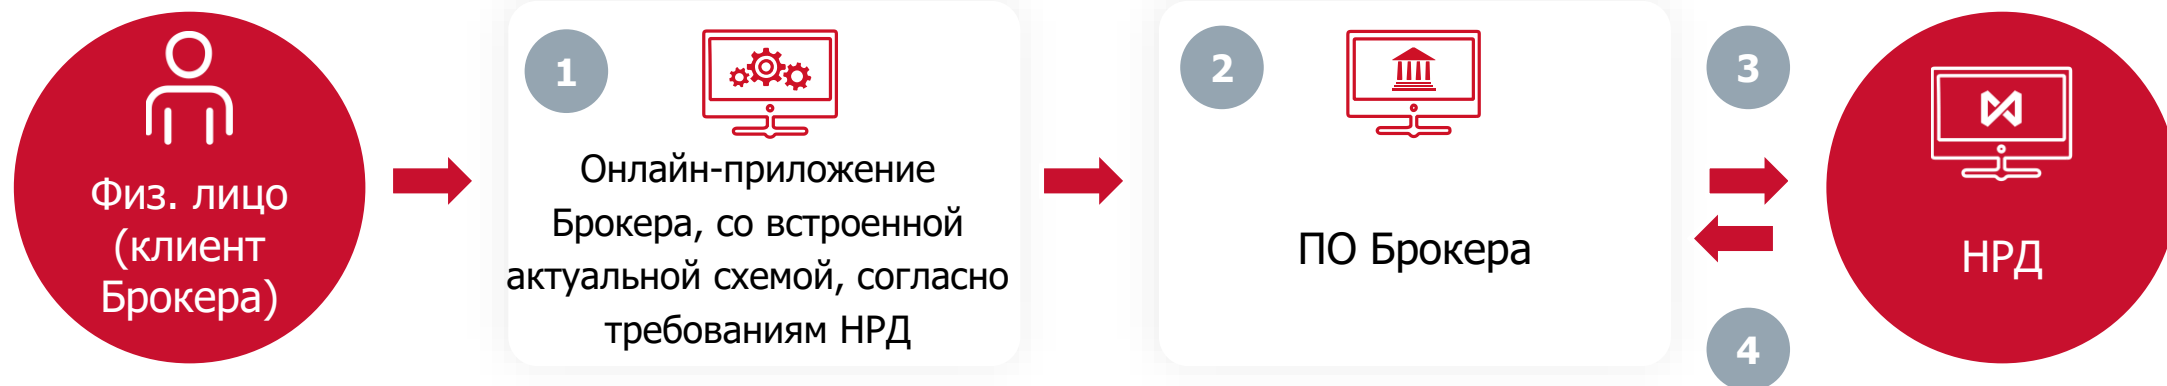 Физ. лицо
(клиент
Брокера)
1
Онлайн-приложение
Брокера, со встроенной
актуальной схемой, согласно
требованиям НРД
2
ПО Брокера
3
4
НРД